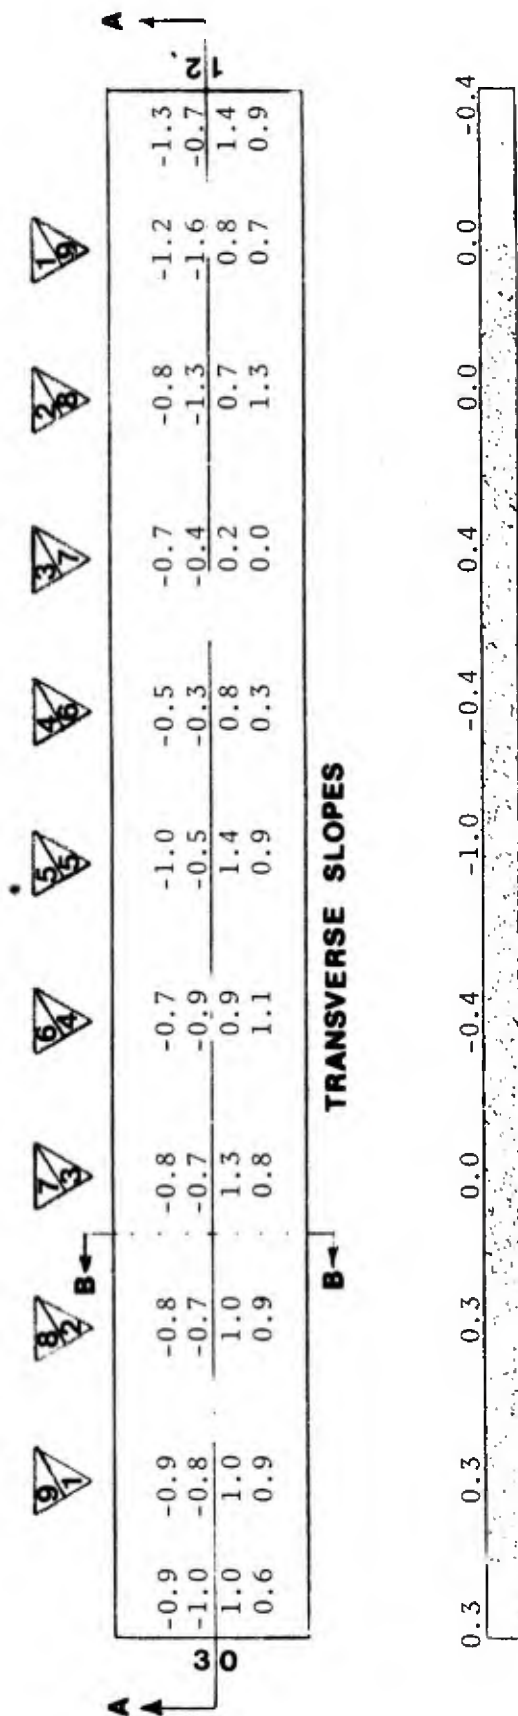 9 8 7 6 5 4 3 2 1
1 2 3 4 5 6 7 8 9
A A
B
-0.9 -0.9 -0.8 -0.8 -0.7 -1.0 -0.5 -0.7 -0.8 -1.2 -1.3
-1.0 -0.8 -0.7 -0.7 -0.9 -0.5 -0.3 -0.4 -1.3 -1.6 -0.7
30 12
1.0 1.0 1.0 1.3 0.9 1.4 0.8 0.2 0.7 0.8 1.4
0.6 0.9 0.9 0.8 1.1 0.9 0.3 0.0 1.3 0.7 0.9
B
TRANSVERSE SLOPES
0.3 0.3 0.3 0.0 -0.4 -1.0 -0.4 0.4 0.0 0.0 -0.4